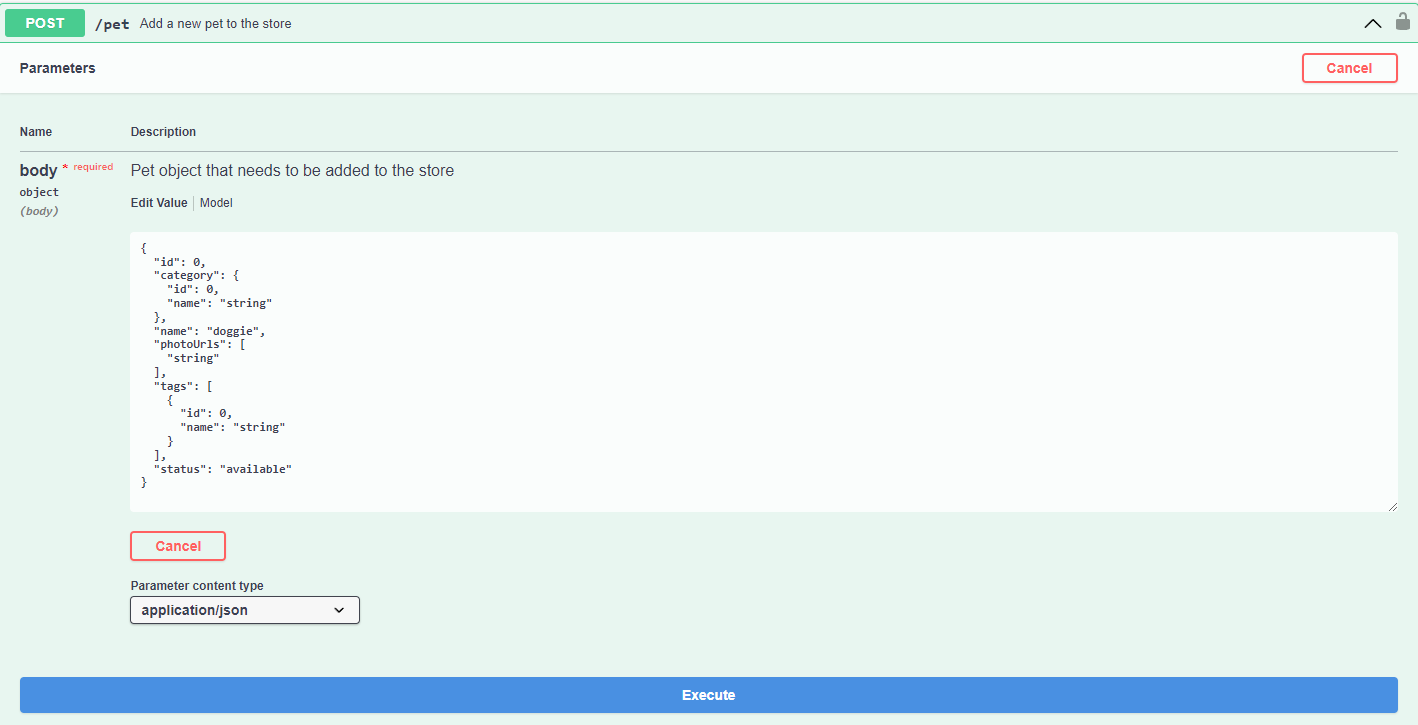 POST /pet Add a new pet to the store
Parameters
Cancel
Name Description
body * required
object
(body)
Pet object that needs to be added to the store
Edit Value Model
{
  "id": 0,
  "category": {
    "id": 0,
    "name": "string"
  },
  "name": "doggie",
  "photoUrls": [
    "string"
  ],
  "tags": [
    {
      "id": 0,
      "name": "string"
    }
  ],
  "status": "available"
}
Cancel
Parameter content type
application/json
Execute